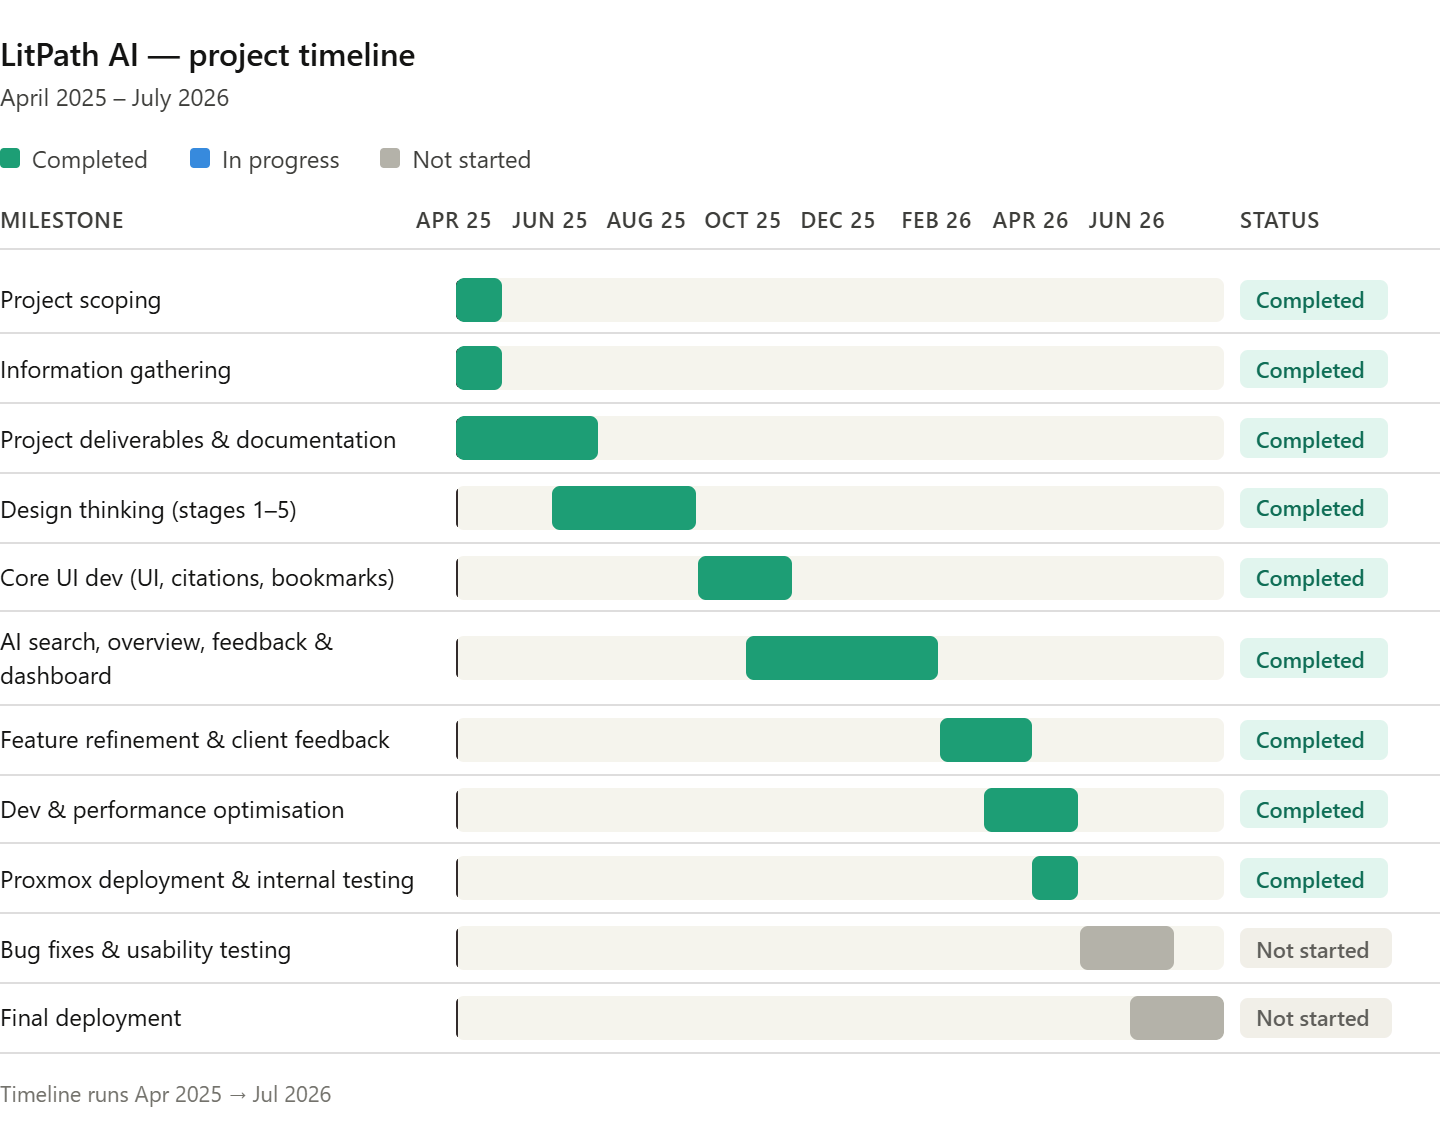 LitPath AI — project timeline
April 2025 – July 2026
Completed In progress Not started
MILESTONE APR 25 JUN 25 AUG 25 OCT 25 DEC 25 FEB 26 APR 26 JUN 26 STATUS
Project scoping Completed
Information gathering Completed
Project deliverables & documentation Completed
Design thinking (stages 1–5) Completed
Core UI dev (UI, citations, bookmarks) Completed
AI search, overview, feedback &
dashboard Completed
Feature refinement & client feedback Completed
Dev & performance optimisation Completed
Proxmox deployment & internal testing Completed
Bug fixes & usability testing Not started
Final deployment Not started
Timeline runs Apr 2025 → Jul 2026